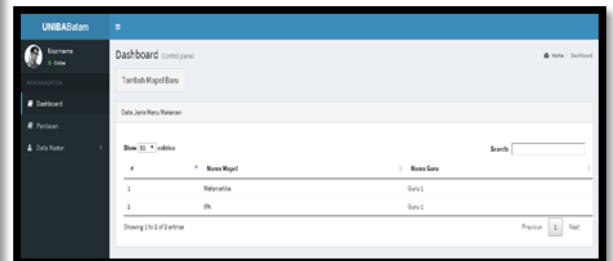 UNIBABatam
Username
Online
MAIN NAVIGATION
Dashboard
Penilaian
Data Master
Dashboard Control panel
Home > Dashboard
Tambah Mapel Baru
Data Jenis Menu Makanan
Show 10 entries
Search:
# Nama Mapel Nama Guru
1 Matematika Guru 1
2 IPA Guru 1
Showing 1 to 2 of 2 entries
Previous 1 Next